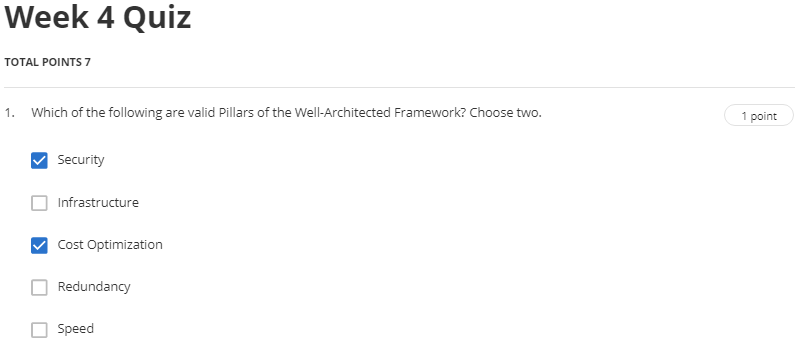 Week 4 Quiz
TOTAL POINTS 7
1. Which of the following are valid Pillars of the Well-Architected Framework? Choose two.
1 point
Security
Infrastructure
Cost Optimization
Redundancy
Speed